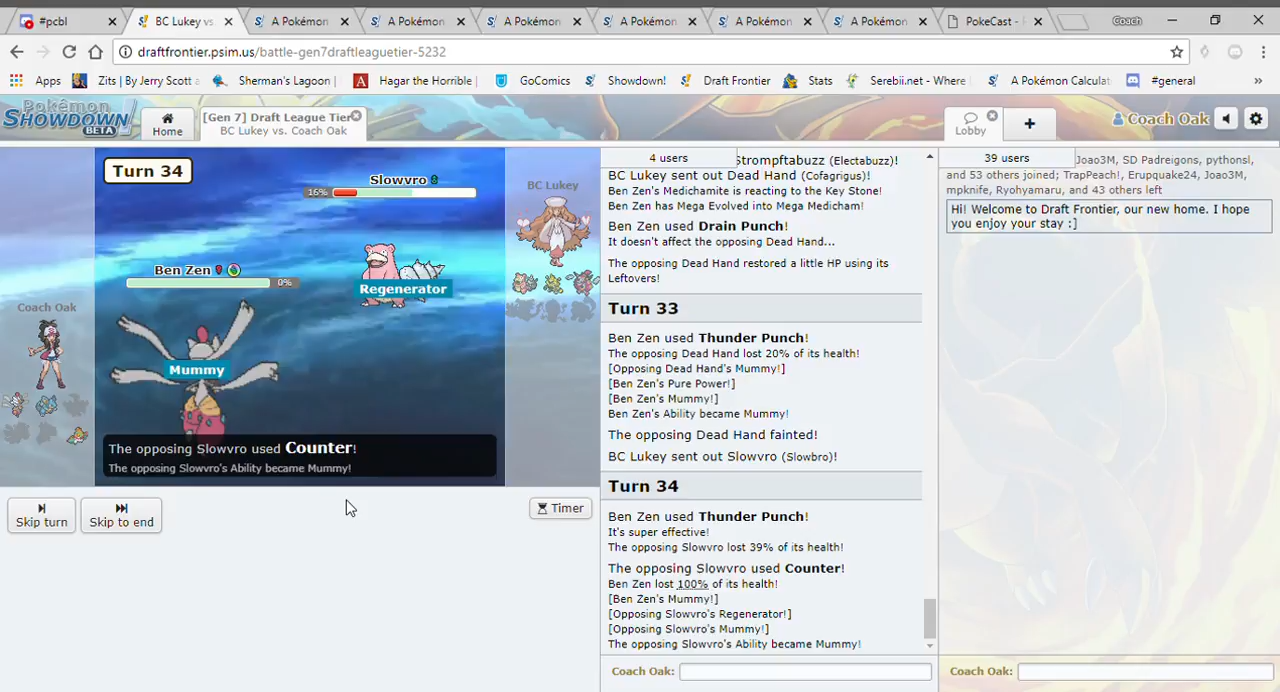 #pcbl
BC Lukey vs.
A Pokémon
A Pokémon
A Pokémon
A Pokémon
A Pokémon
A Pokémon
PokeCast -
Coach
draftfrontier.psim.us/battle-gen7draftleaguetier-5232
Apps
Zits | By Jerry Scott
Sherman's Lagoon |
Hagar the Horrible |
GoComics
Showdown!
Draft Frontier
Stats
Serebii.net - Where
A Pokémon Calculat
#general
»
Pokémon
Showdown!
BETA
Home
[Gen 7] Draft League Tier
BC Lukey vs. Coach Oak
Lobby
+
Coach Oak
Turn 34
Slowvro
16%
BC Lukey
Ben Zen
0%
Regenerator
Coach Oak
Mummy
The opposing Slowvro used Counter!
The opposing Slowvro's Ability became Mummy!
Skip turn
Skip to end
Timer
4 users
Strompftabuzz (Electabuzz)!
BC Lukey sent out Dead Hand (Cofagrigus)!
Ben Zen's Medichamite is reacting to the Key Stone!
Ben Zen has Mega Evolved into Mega Medicham!
Ben Zen used Drain Punch!
It doesn't affect the opposing Dead Hand...
The opposing Dead Hand restored a little HP using its
Leftovers!
Turn 33
Ben Zen used Thunder Punch!
The opposing Dead Hand lost 20% of its health!
[Opposing Dead Hand's Mummy!]
[Ben Zen's Pure Power!]
[Ben Zen's Mummy!]
Ben Zen's Ability became Mummy!
The opposing Dead Hand fainted!
BC Lukey sent out Slowvro (Slowbro)!
Turn 34
Ben Zen used Thunder Punch!
It's super effective!
The opposing Slowvro lost 39% of its health!
The opposing Slowvro used Counter!
Ben Zen lost 100% of its health!
[Ben Zen's Mummy!]
[Opposing Slowvro's Regenerator!]
[Opposing Slowvro's Mummy!]
The opposing Slowvro's Ability became Mummy!
Coach Oak:
39 users
Joao3M, SD Padreigons, pythonsl,
and 53 others joined; TrapPeach!, Erupquake24, Joao3M,
mpknife, Ryohyamaru, and 43 others left
Hi! Welcome to Draft Frontier, our new home. I hope
you enjoy your stay :]
Coach Oak: